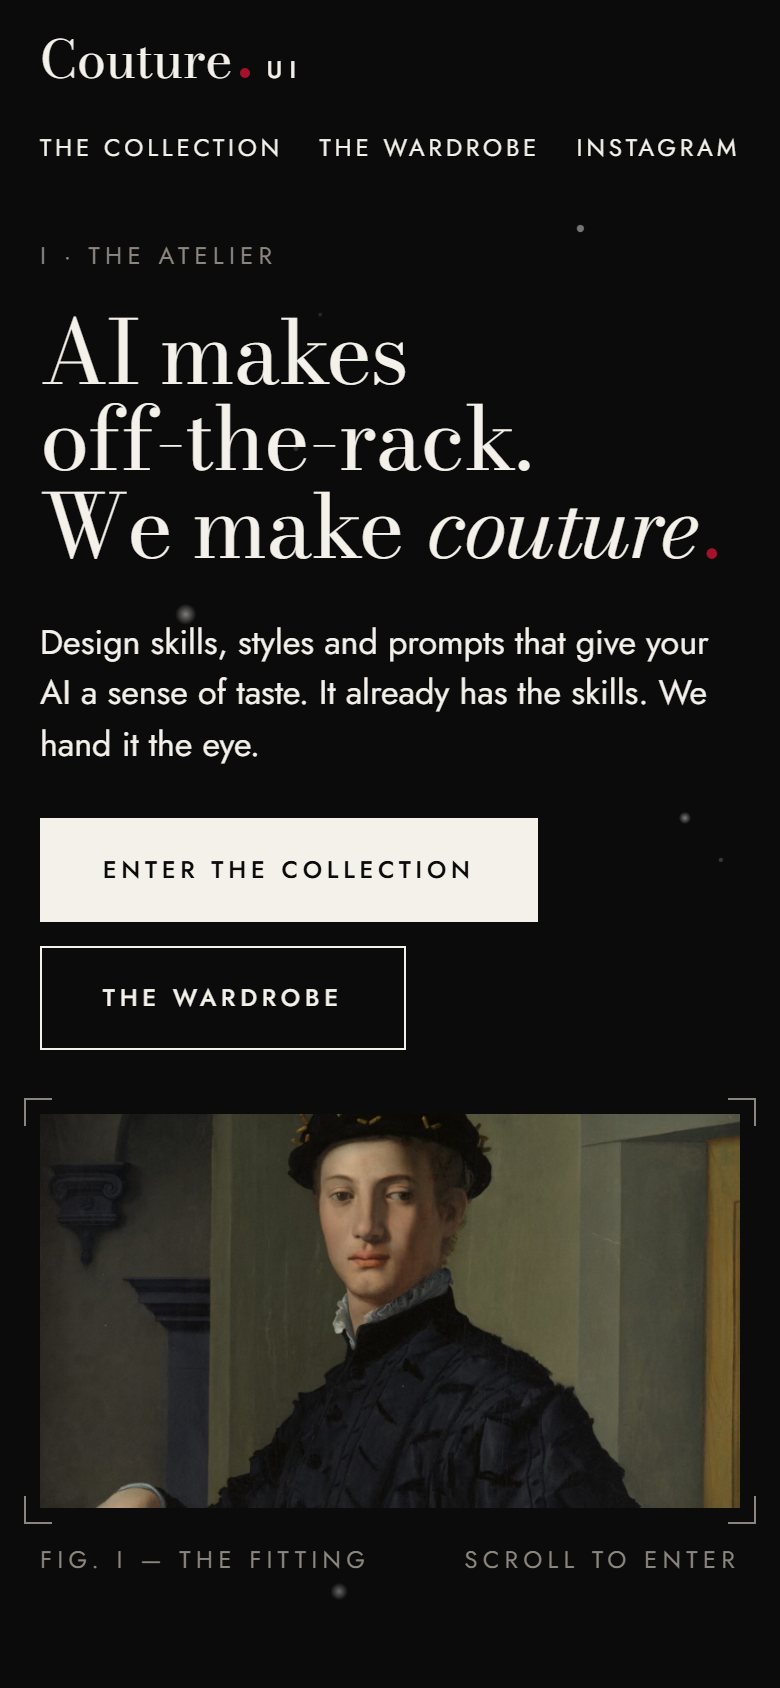 Couture. UI
THE COLLECTION THE WARDROBE INSTAGRAM
I · THE ATELIER
AI makes
off-the-rack.
We make couture.
Design skills, styles and prompts that give your
AI a sense of taste. It already has the skills. We
hand it the eye.
ENTER THE COLLECTION
THE WARDROBE
FIG. I — THE FITTING SCROLL TO ENTER